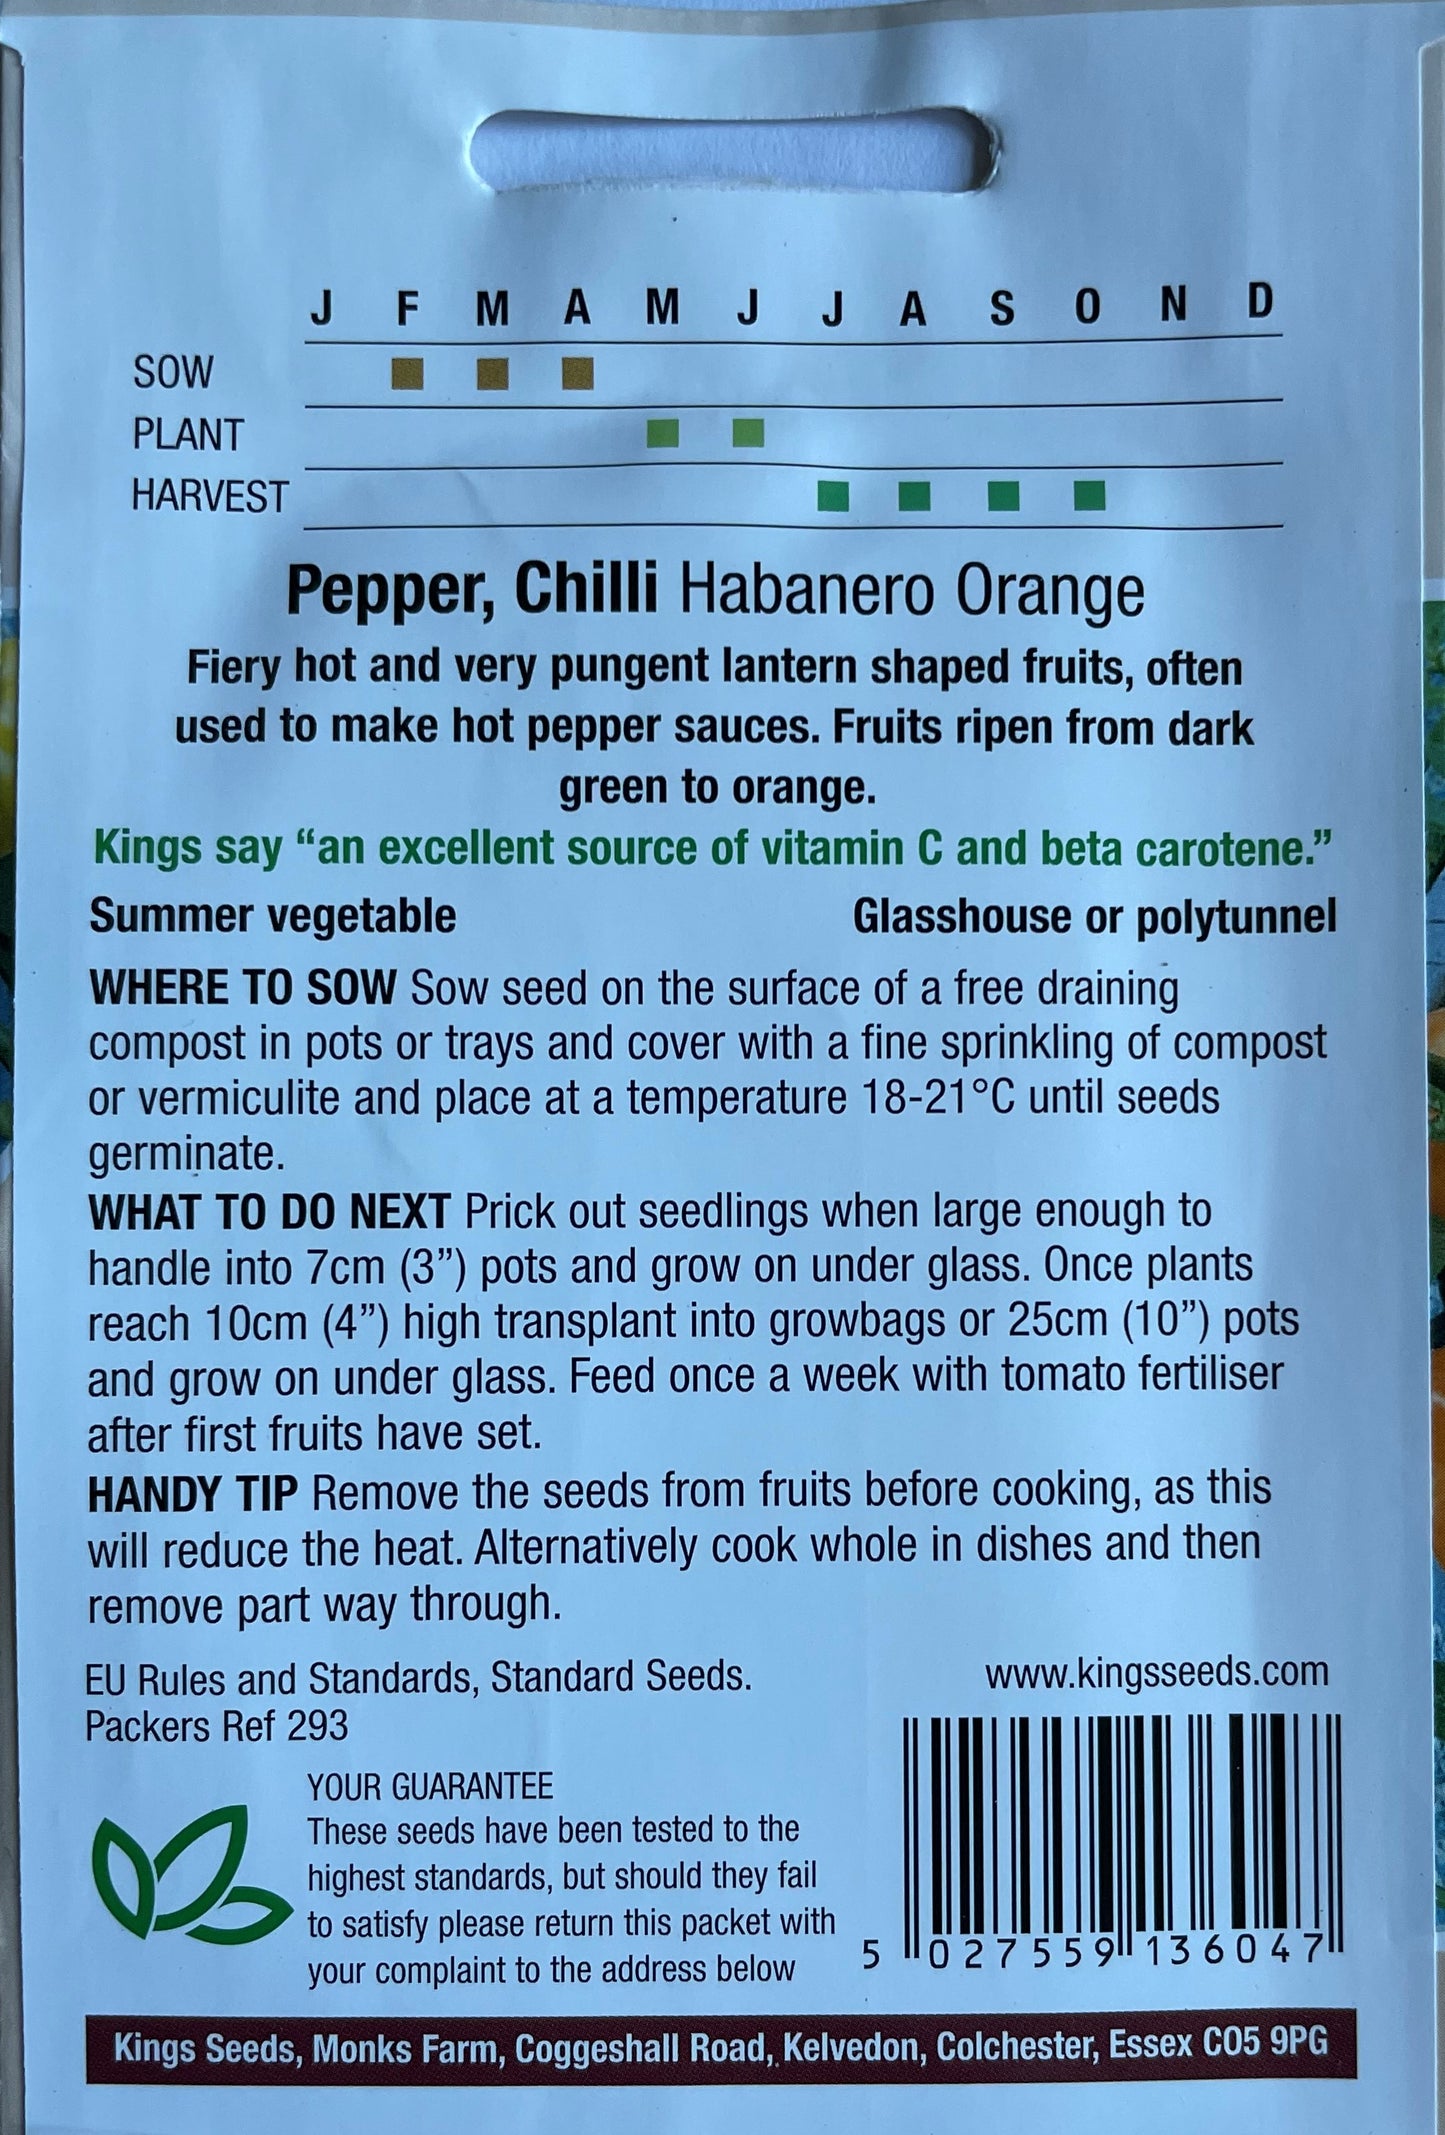 J F M A M J J A S O N D
SOW
PLANT
HARVEST
Pepper, Chilli Habanero Orange
Fiery hot and very pungent lantern shaped fruits, often
used to make hot pepper sauces. Fruits ripen from dark
green to orange.
Kings say “an excellent source of vitamin C and beta carotene.”
Summer vegetable Glasshouse or polytunnel
WHERE TO SOW Sow seed on the surface of a free draining
compost in pots or trays and cover with a fine sprinkling of compost
or vermiculite and place at a temperature 18-21°C until seeds
germinate.
WHAT TO DO NEXT Prick out seedlings when large enough to
handle into 7cm (3”) pots and grow on under glass. Once plants
reach 10cm (4”) high transplant into growbags or 25cm (10”) pots
and grow on under glass. Feed once a week with tomato fertiliser
after first fruits have set.
HANDY TIP Remove the seeds from fruits before cooking, as this
will reduce the heat. Alternatively cook whole in dishes and then
remove part way through.
EU Rules and Standards, Standard Seeds.
Packers Ref 293
www.kingsseeds.com
YOUR GUARANTEE
These seeds have been tested to the
highest standards, but should they fail
to satisfy please return this packet with
your complaint to the address below
5 027559 136047
Kings Seeds, Monks Farm, Coggeshall Road, Kelvedon, Colchester, Essex CO5 9PG